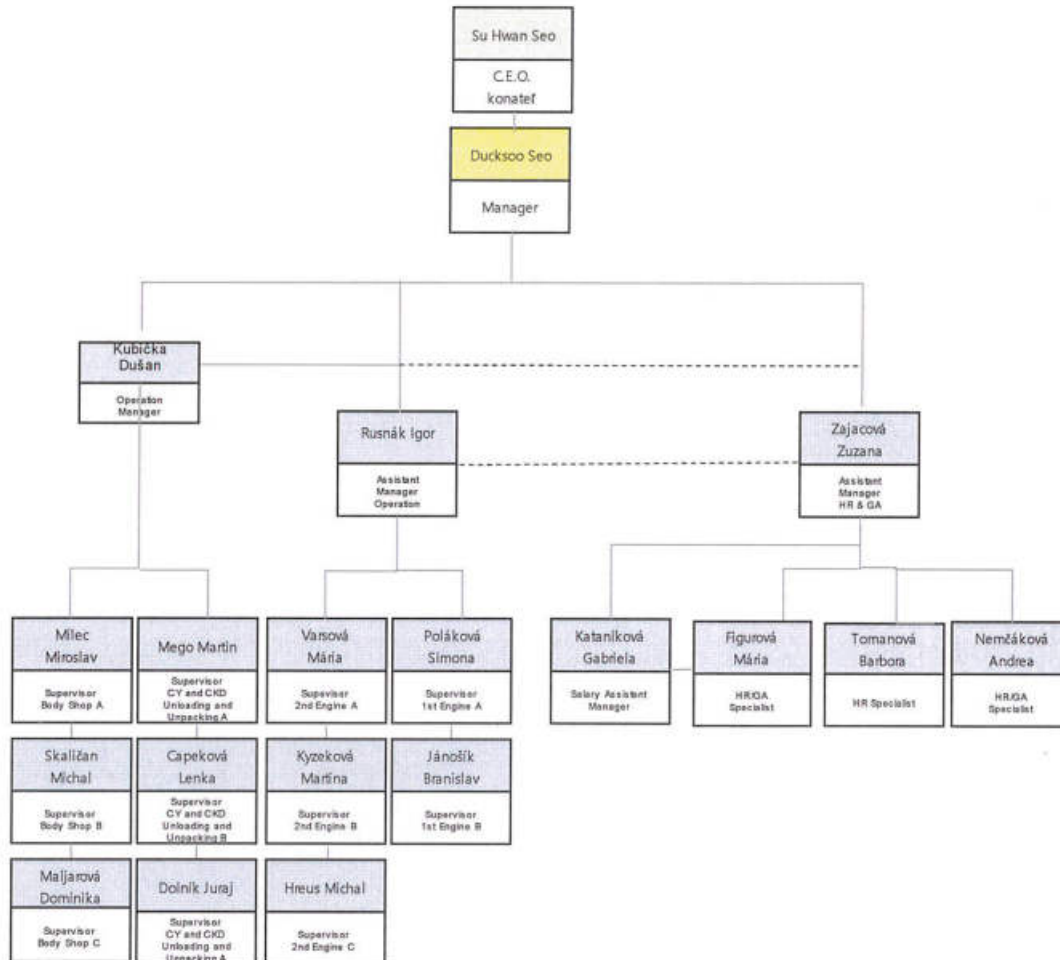 Su Hwan Seo
C.E.O.
konateľ
Ducksoo Seo
Manager
Kubička
Dušan
Operation
Manager
Rusnák Igor
Assistant
Manager
Operation
Zajacová
Zuzana
Assistant
Manager
HR & GA
Milec
Miroslav
Supervisor
Body Shop A
Mego Martin
Supervisor
CY and CKD
Unloading and
Unpacking A
Varsová
Mária
Supervisor
2nd Engine A
Poláková
Simona
Supervisor
1st Engine A
Kataniková
Gabriela
Salary Assistant
Manager
Figurová
Mária
HR/GA
Specialist
Tomanová
Barbora
HR Specialist
Nemčáková
Andrea
HR/GA
Specialist
Skaličan
Michal
Supervisor
Body Shop B
Capeková
Lenka
Supervisor
CY and CKD
Unloading and
Unpacking B
Kyzeková
Martina
Supervisor
2nd Engine B
Jánošík
Branislav
Supervisor
1st Engine B
Maljarová
Dominika
Supervisor
Body Shop C
Dolník Juraj
Supervisor
CY and CKD
Unloading and
Unpacking A
Hreus Michal
Supervisor
2nd Engine C